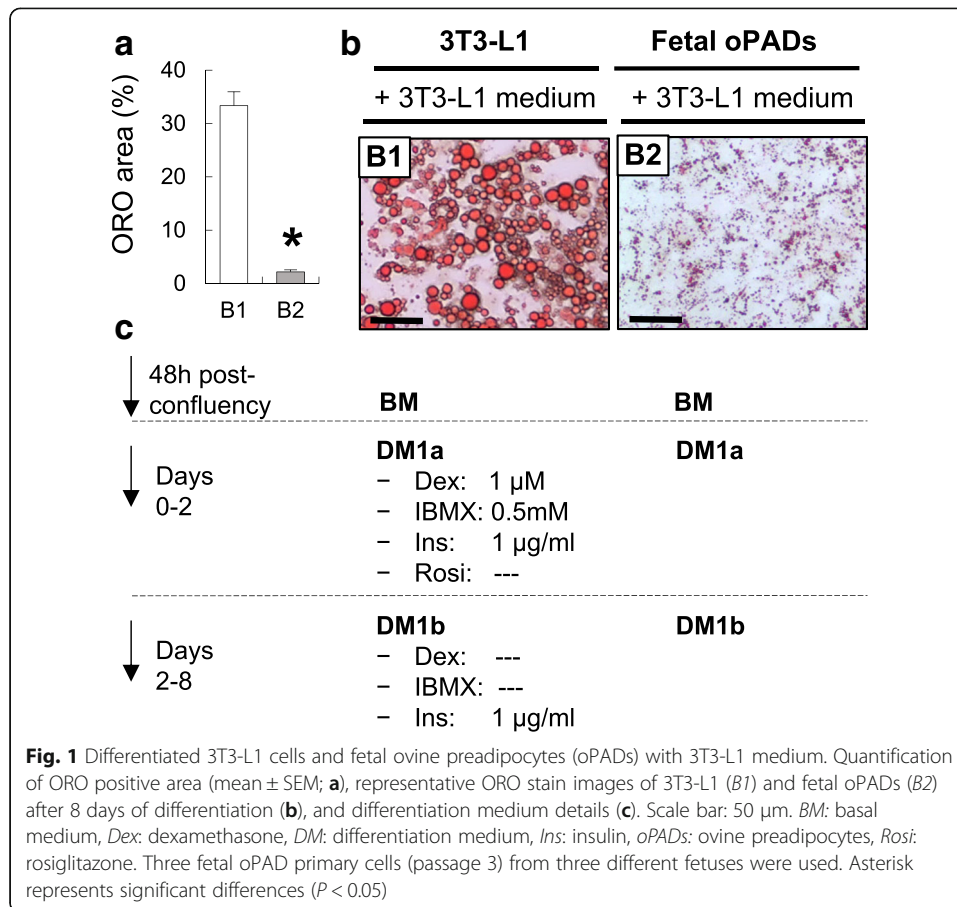 a
ORO area (%)
40
30
20
10
0
*
B1 B2
b
3T3-L1 Fetal oPADs
+ 3T3-L1 medium + 3T3-L1 medium
B1 B2
c
48h post-
confluency BM BM
Days
0-2
DM1a DM1a
− Dex: 1 µM
− IBMX: 0.5mM
− Ins: 1 µg/ml
− Rosi: ---
Days
2-8
DM1b DM1b
− Dex: ---
− IBMX: ---
− Ins: 1 µg/ml
Fig. 1 Differentiated 3T3-L1 cells and fetal ovine preadipocytes (oPADs) with 3T3-L1 medium. Quantification
of ORO positive area (mean ± SEM; a), representative ORO stain images of 3T3-L1 (B1) and fetal oPADs (B2)
after 8 days of differentiation (b), and differentiation medium details (c). Scale bar: 50 µm. BM: basal
medium, Dex: dexamethasone, DM: differentiation medium, Ins: insulin, oPADs: ovine preadipocytes, Rosi:
rosiglitazone. Three fetal oPAD primary cells (passage 3) from three different fetuses were used. Asterisk
represents significant differences (P < 0.05)